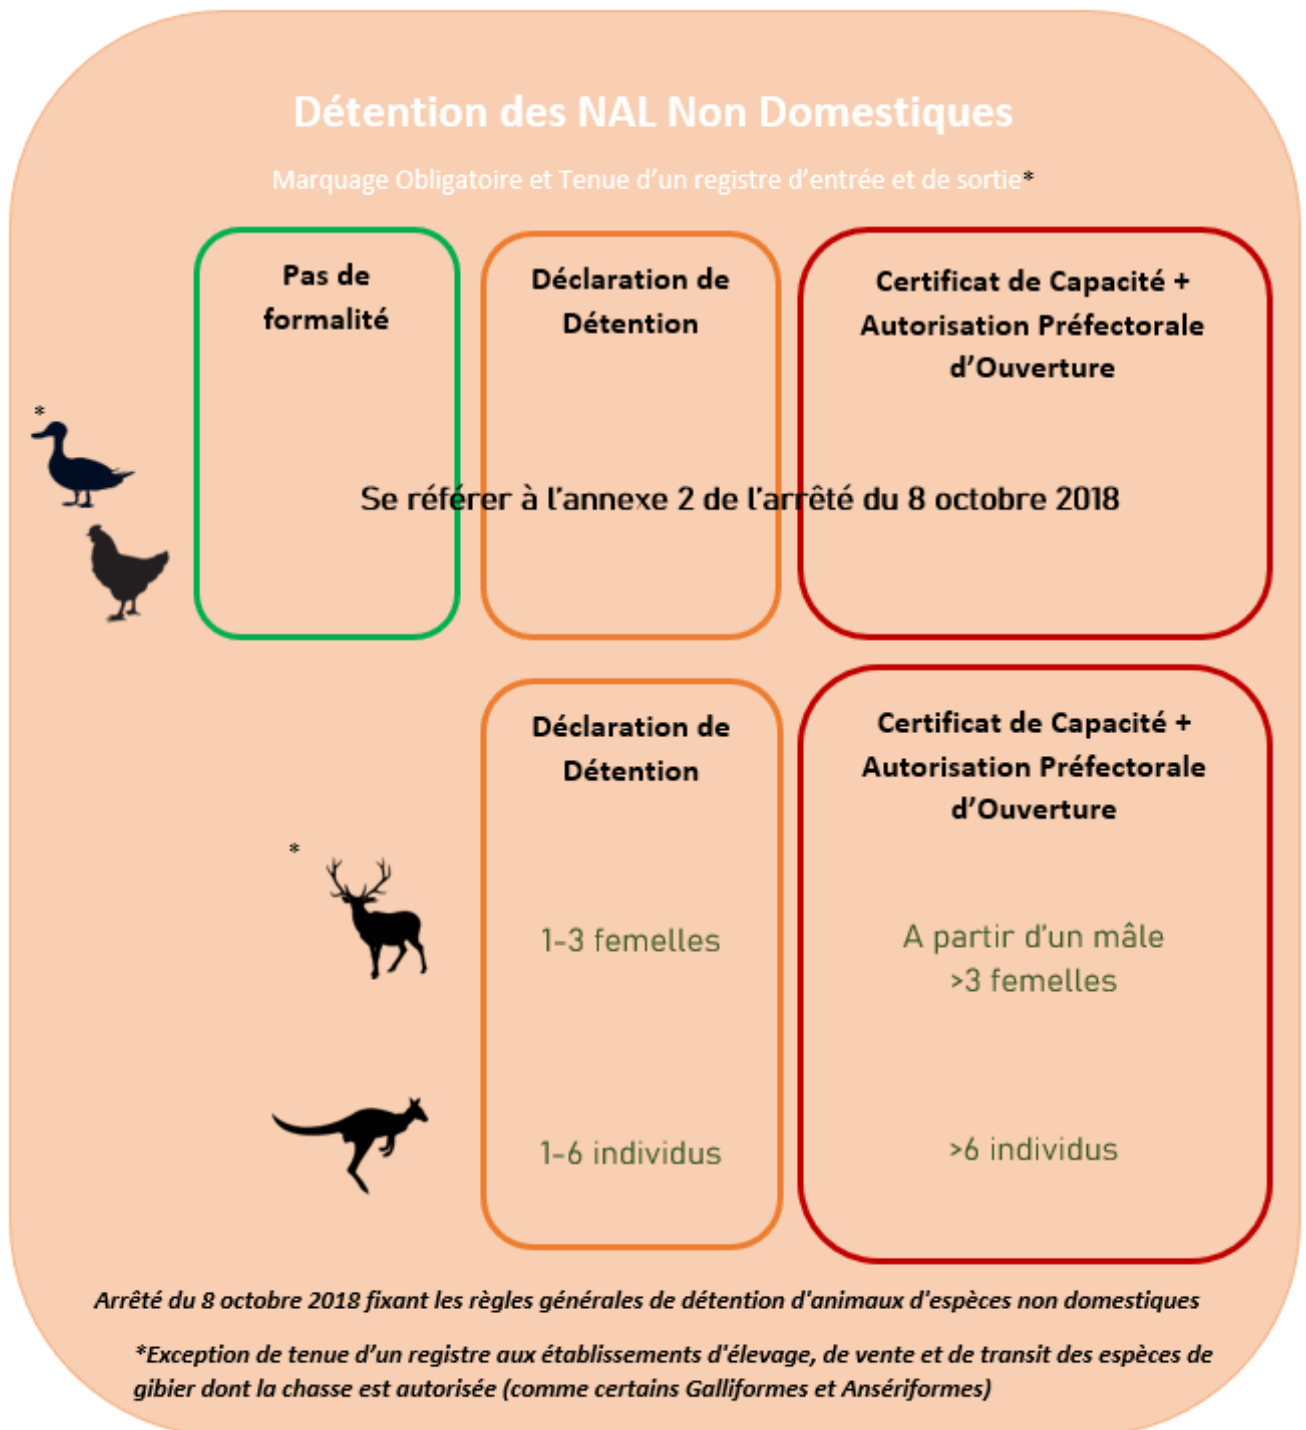 Détention des NAL Non Domestiques
Marquage Obligatoire et Tenue d'un registre d'entrée et de sortie*
Pas de
formalité
Déclaration de
Détention
Certificat de Capacité +
Autorisation Préfectorale
d'Ouverture
*
Se référer à l'annexe 2 de l'arrêté du 8 octobre 2018
Déclaration de
Détention
Certificat de Capacité +
Autorisation Préfectorale
d'Ouverture
*
1-3 femelles
A partir d'un mâle
>3 femelles
1-6 individus
>6 individus
Arrêté du 8 octobre 2018 fixant les règles générales de détention d'animaux d'espèces non domestiques
*Exception de tenue d'un registre aux établissements d'élevage, de vente et de transit des espèces de
gibier dont la chasse est autorisée (comme certains Galliformes et Ansériformes)